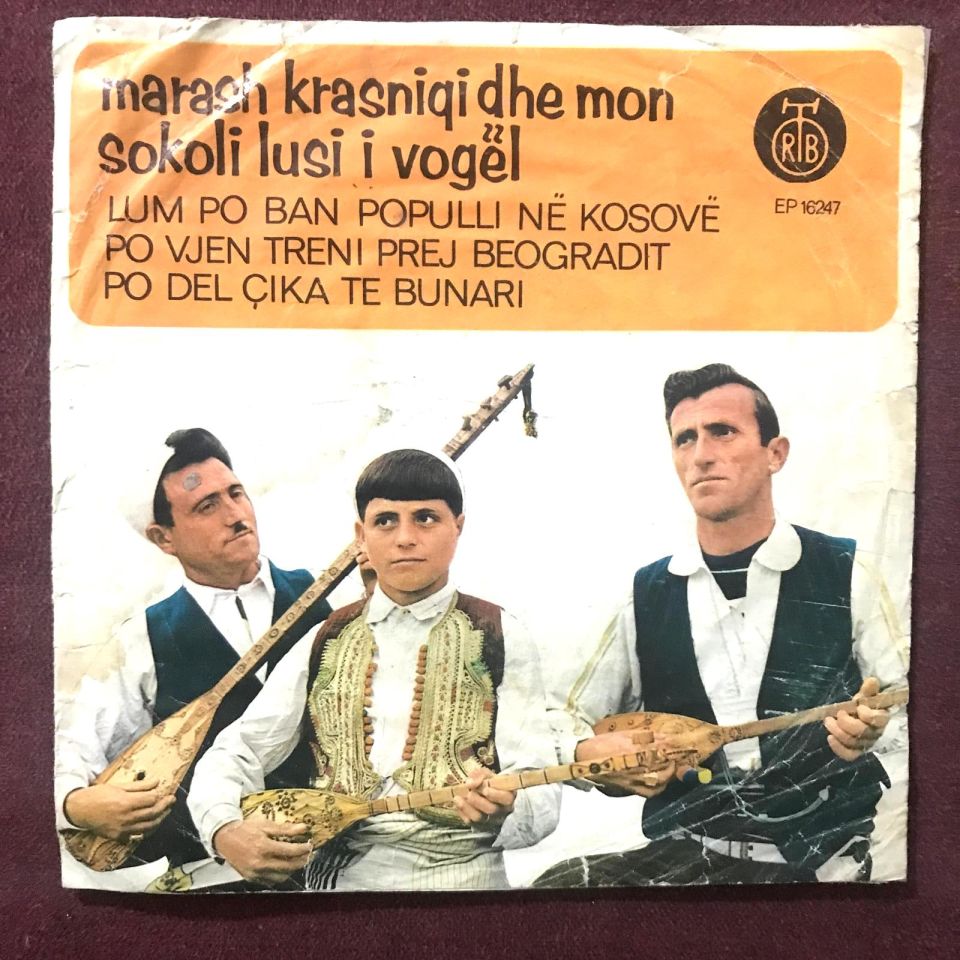 marash krasniqi dhe mon
sokoli lusi i vogël
LUM PO BAN POPULLI NË KOSOVË
PO VJEN TRENI PREJ BEOGRADIT
PO DEL ÇIKA TE BUNARI
RTB
EP 16247